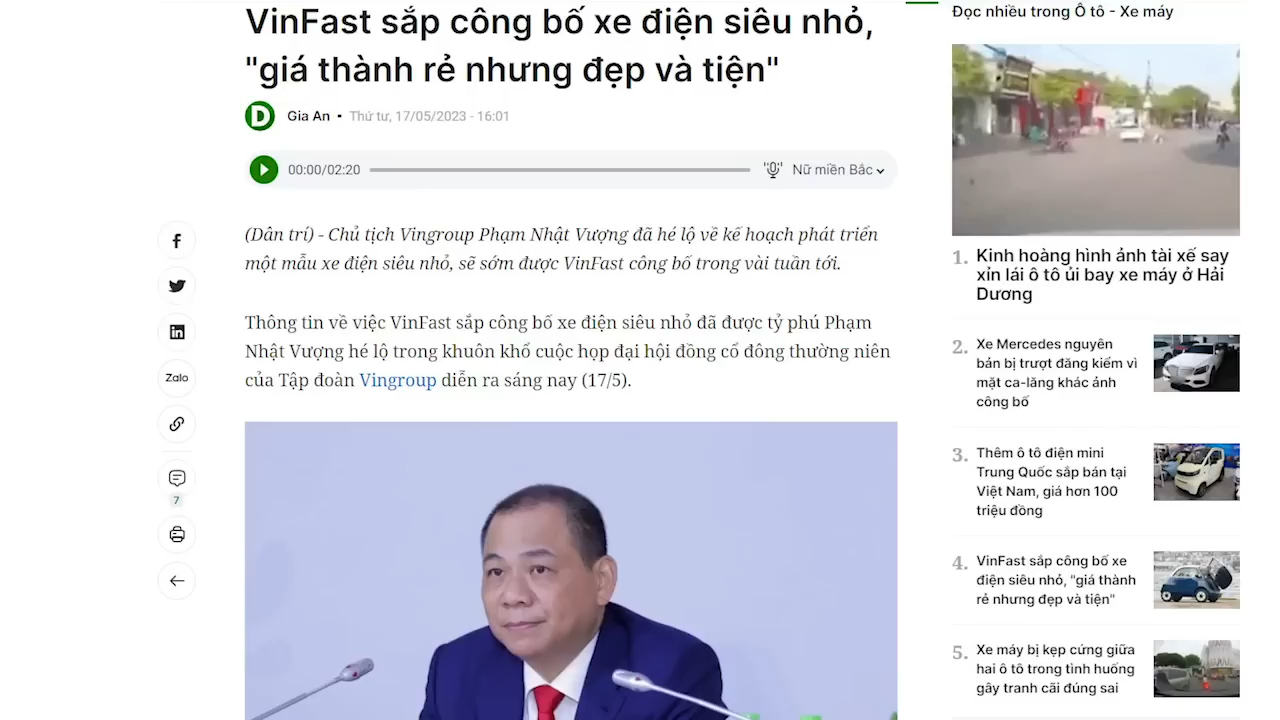 VinFast sắp công bố xe điện siêu nhỏ,
"giá thành rẻ nhưng đẹp và tiện"
D
Gia An • Thứ tư, 17/05/2023 - 16:01
00:00/02:20
Nữ miền Bắc
(Dân trí) - Chủ tịch Vingroup Phạm Nhật Vượng đã hé lộ về kế hoạch phát triển
một mẫu xe điện siêu nhỏ, sẽ sớm được VinFast công bố trong vài tuần tới.
Thông tin về việc VinFast sắp công bố xe điện siêu nhỏ đã được tỷ phú Phạm
Nhật Vượng hé lộ trong khuôn khổ cuộc họp đại hội đồng cổ đông thường niên
của Tập đoàn Vingroup diễn ra sáng nay (17/5).
Zalo
7
Đọc nhiều trong Ô tô - Xe máy
1. Kinh hoàng hình ảnh tài xế say
xỉn lái ô tô ủi bay xe máy ở Hải
Dương
2. Xe Mercedes nguyên
bản bị trượt đăng kiểm vì
mặt ca-lăng khác ảnh
công bố
3. Thêm ô tô điện mini
Trung Quốc sắp bán tại
Việt Nam, giá hơn 100
triệu đồng
4. VinFast sắp công bố xe
điện siêu nhỏ, "giá thành
rẻ nhưng đẹp và tiện"
5. Xe máy bị kẹp cứng giữa
hai ô tô trong tình huống
gây tranh cãi đúng sai